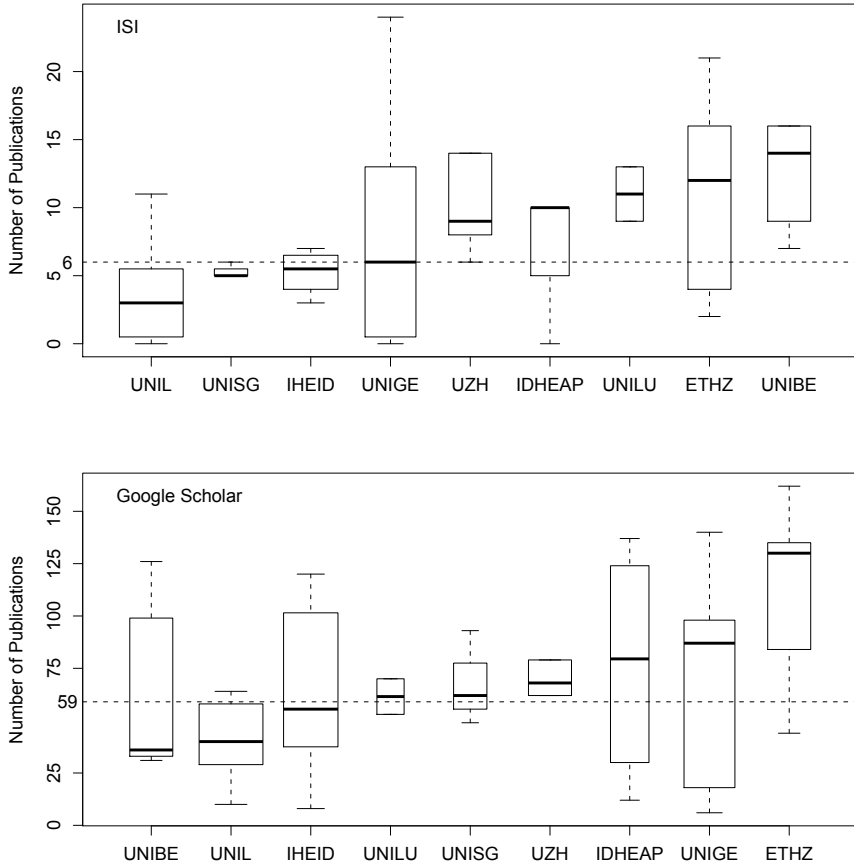 ISI
Number of Publications
20
15
10
6
5
0
UNIL UNISG IHEID UNIGE UZH IDHEAP UNILU ETHZ UNIBE
Google Scholar
Number of Publications
150
125
100
75
59
25
0
UNIBE UNIL IHEID UNILU UNISG UZH IDHEAP UNIGE ETHZ